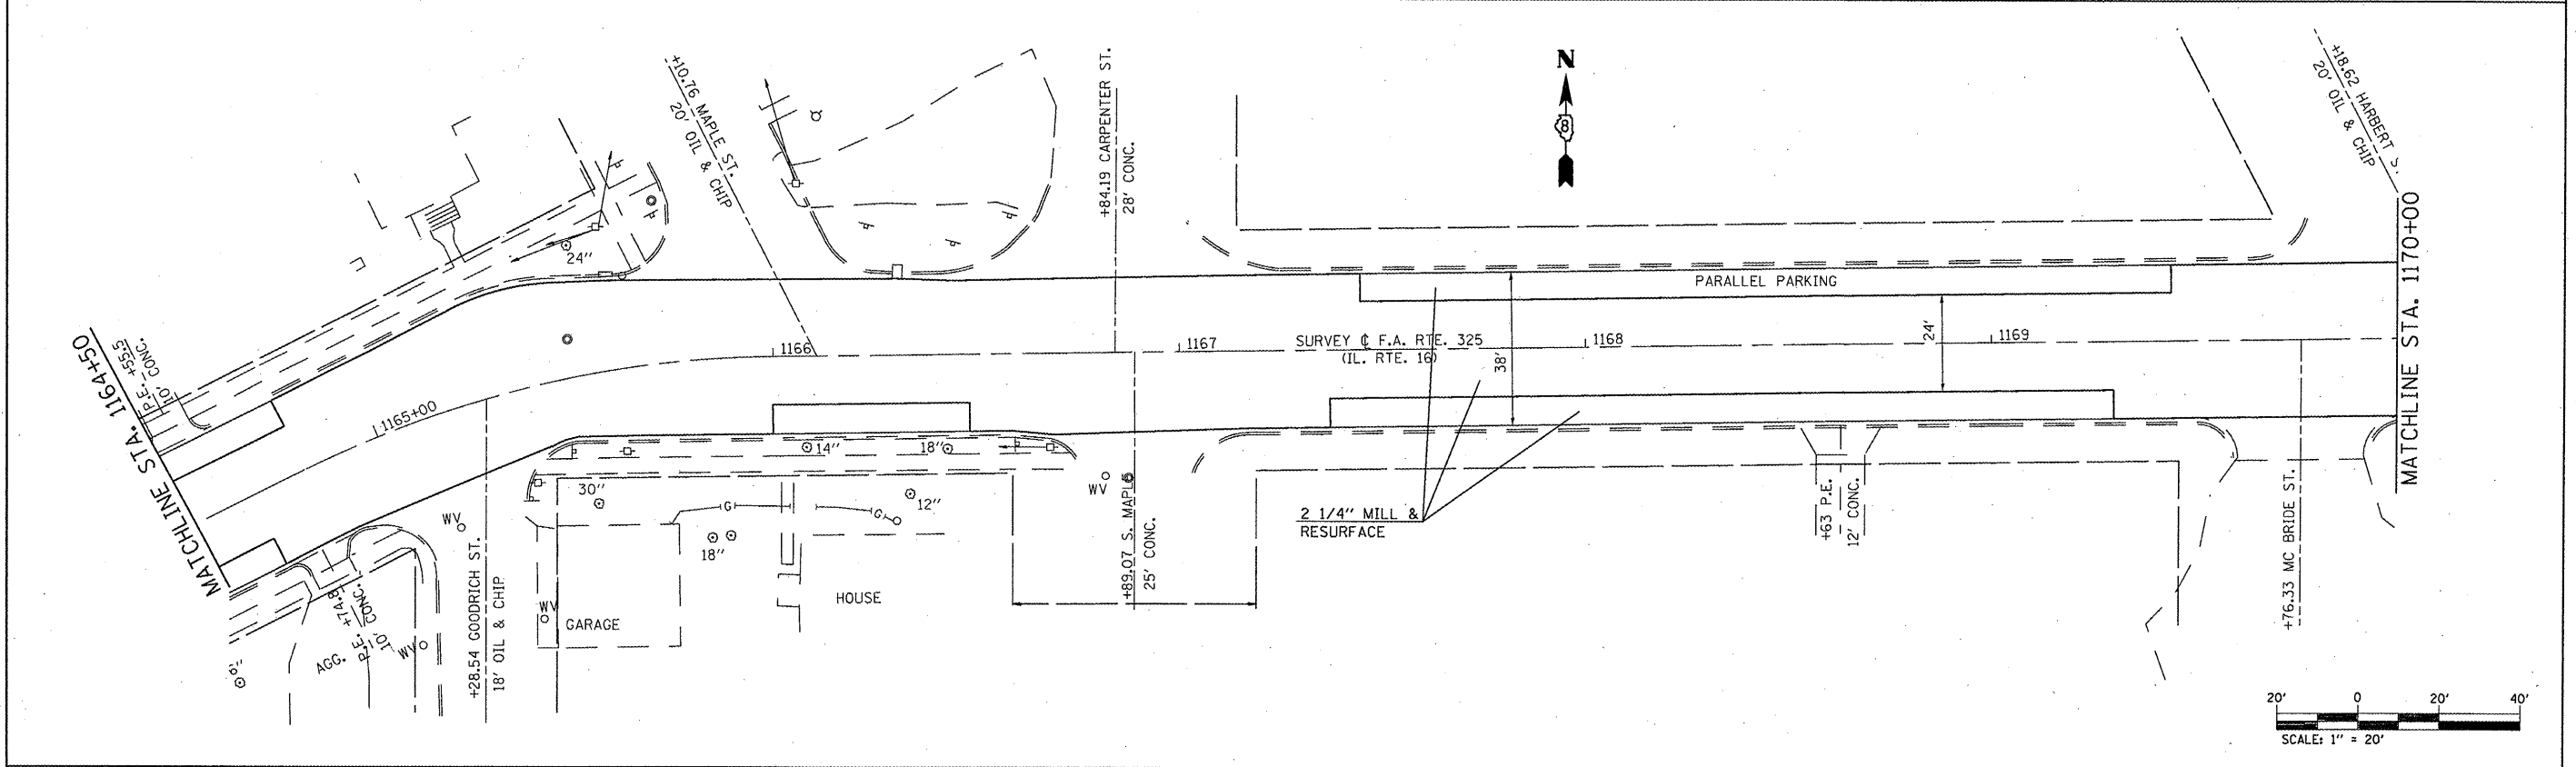 MATCHLINE STA. 1164+50
P.E. +55.5
10' CONC.
24''
+10.76 MAPLE ST.
20' OIL & CHIP
+84.19 CARPENTER ST.
28' CONC.
N
8
+18.62 HARBERT
20' OIL & CHIP
MATCHLINE STA. 1170+00
PARALLEL PARKING
1165+00
1166
1167
SURVEY ℄ F.A. RTE. 325
(IL. RTE. 16)
38'
1168
24'
1169
14''
18''
30''
G
G
12''
18''
WV
WV
WV
WV
+28.54 GOODRICH ST.
18' OIL & CHIP
GARAGE
HOUSE
AGG.
P.E. +74.8
10' CONC.
+89.07 S. MAPLE
25' CONC.
2 1/4'' MILL &
RESURFACE
+63 P.E.
12' CONC.
+76.33 MC BRIDE ST.
20' 0 20' 40'
SCALE: 1'' = 20'